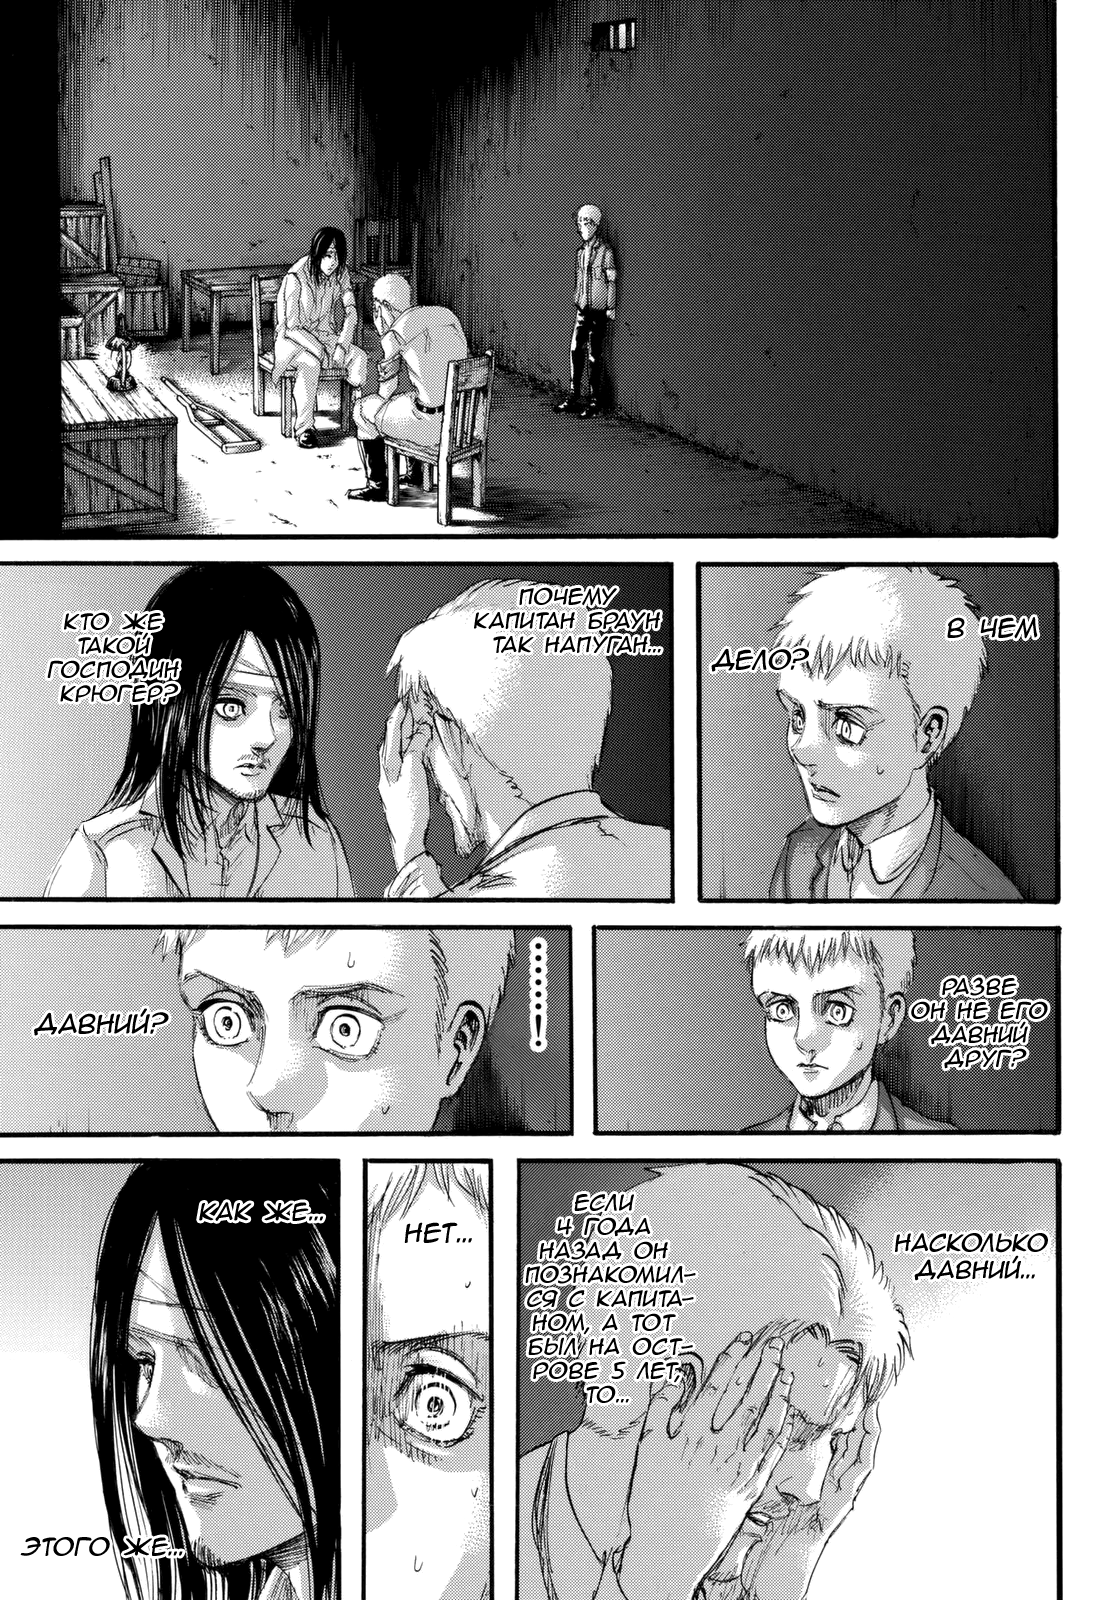 В ЧЕМ
ДЕЛО?
ПОЧЕМУ
КАПИТАН БРАУН
ТАК НАПУГАН...
КТО ЖЕ
ТАКОЙ
ГОСПОДИН
КРЮГЕР?
РАЗВЕ
ОН НЕ ЕГО
ДАВНИЙ
ДРУГ?
.......!
ДАВНИЙ?
НАСКОЛЬКО
ДАВНИЙ...
ЕСЛИ
4 ГОДА
НАЗАД ОН
ПОЗНАКОМИЛ-
СЯ С КАПИТА-
НОМ, А ТОТ
БЫЛ НА ОСТ-
РОВЕ 5 ЛЕТ,
ТО...
НЕТ...
КАК ЖЕ...
ЭТОГО ЖЕ...